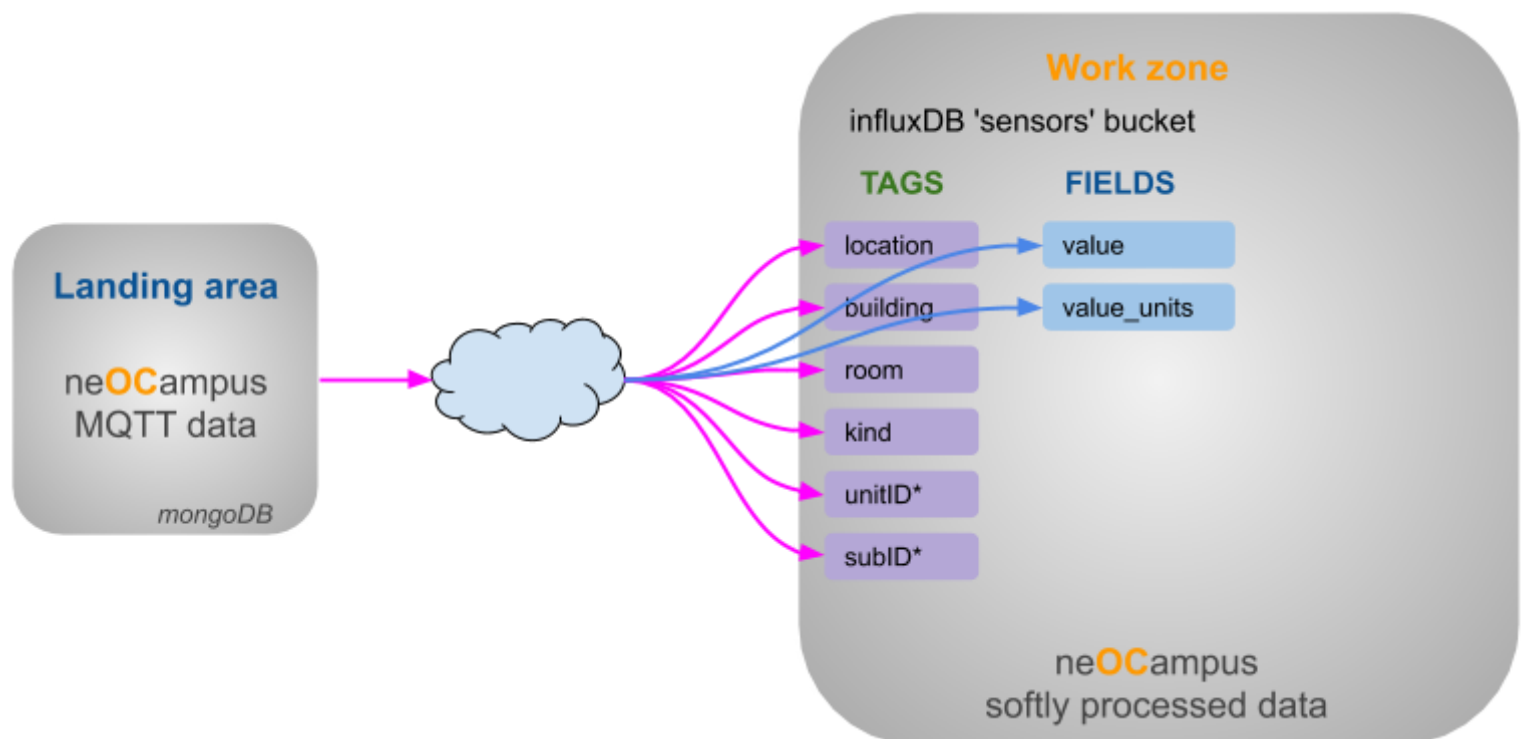 Landing area
neOCampus
MQTT data
mongoDB
Work zone
influxDB 'sensors' bucket
TAGS
FIELDS
location
value
building
value_units
room
kind
unitID*
subID*
neOCampus
softly processed data